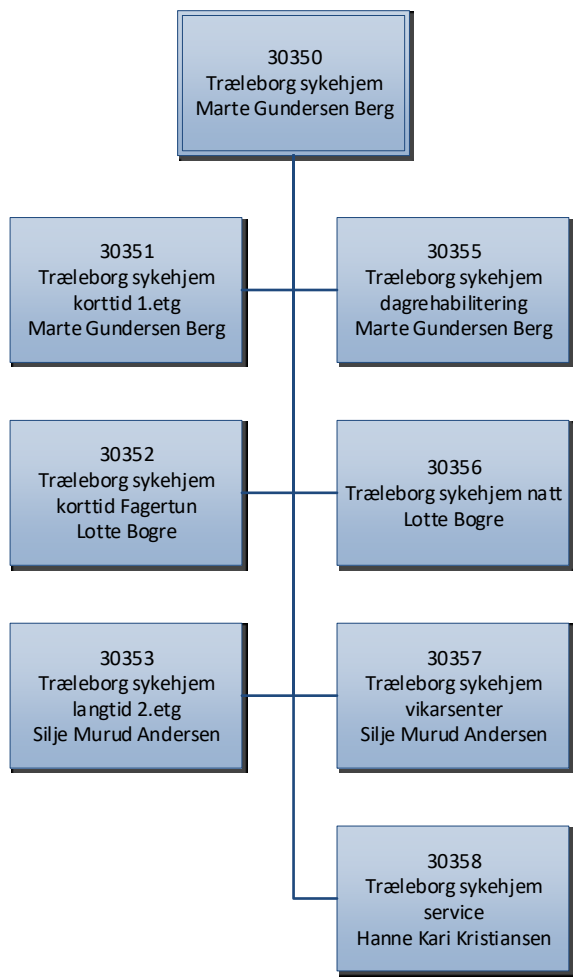 30350
Træleborg sykehjem
Marte Gundersen Berg
30351
Træleborg sykehjem
korttid 1.etg
Marte Gundersen Berg
30355
Træleborg sykehjem
dagrehabilitering
Marte Gundersen Berg
30352
Træleborg sykehjem
korttid Fagertun
Lotte Bogre
30356
Træleborg sykehjem natt
Lotte Bogre
30353
Træleborg sykehjem
langtid 2.etg
Silje Murud Andersen
30357
Træleborg sykehjem
vikarsenter
Silje Murud Andersen
30358
Træleborg sykehjem
service
Hanne Kari Kristiansen